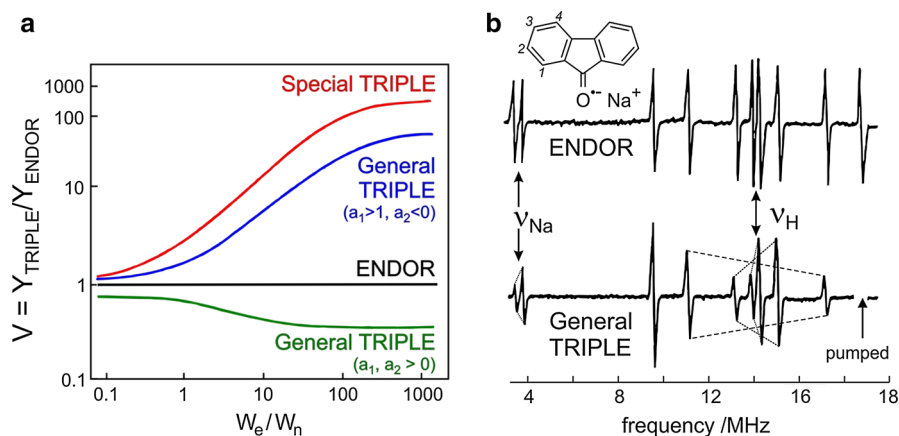 a
V = Y_TRIPLE/Y_ENDOR
1000
100
10
1
0.1
Special TRIPLE
General
TRIPLE
(a₁>1, a₂<0)
ENDOR
General TRIPLE
(a₁, a₂ > 0)
0.1
1
10
100
1000
Wₑ/Wₙ
b
3
4
2
1
O•− Na⁺
ENDOR
ν_Na
ν_H
General
TRIPLE
pumped
4
8
12
16
18
frequency /MHz